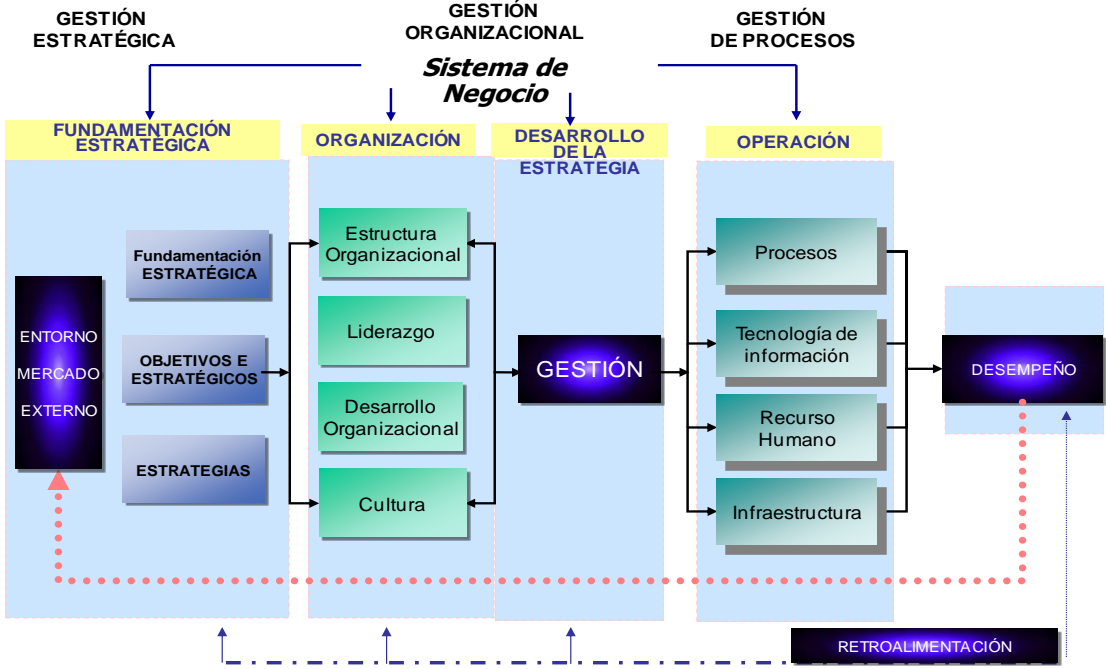 GESTIÓN
ESTRATÉGICA
GESTIÓN
ORGANIZACIONAL
GESTIÓN
DE PROCESOS
Sistema de
Negocio
FUNDAMENTACIÓN
ESTRATÉGICA
ORGANIZACIÓN
DESARROLLO
DE LA
ESTRATEGIA
OPERACIÓN
ENTORNO
MERCADO
EXTERNO
Fundamentación
ESTRATÉGICA
OBJETIVOS E
ESTRATÉGICOS
ESTRATEGIAS
Estructura
Organizacional
Liderazgo
Desarrollo
Organizacional
Cultura
GESTIÓN
Procesos
Tecnología de
información
Recurso
Humano
Infraestructura
DESEMPEÑO
RETROALIMENTACIÓN